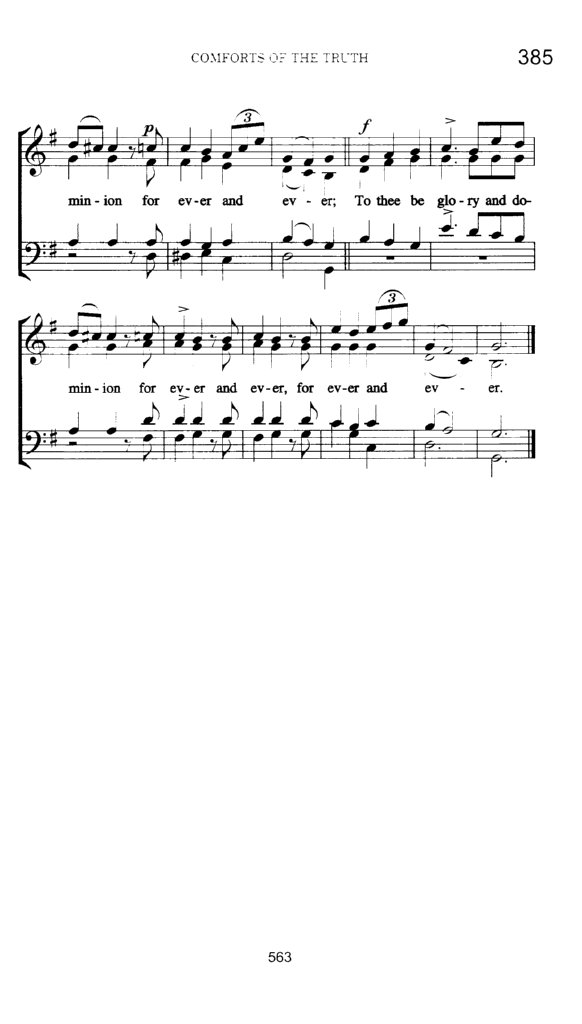 COMFORTS OF THE TRUTH 385
p 3 f
min - ion for ev-er and ev - er; To thee be glo - ry and do-
3
min - ion for ev-er and ev-er, for ev-er and ev - er.
563